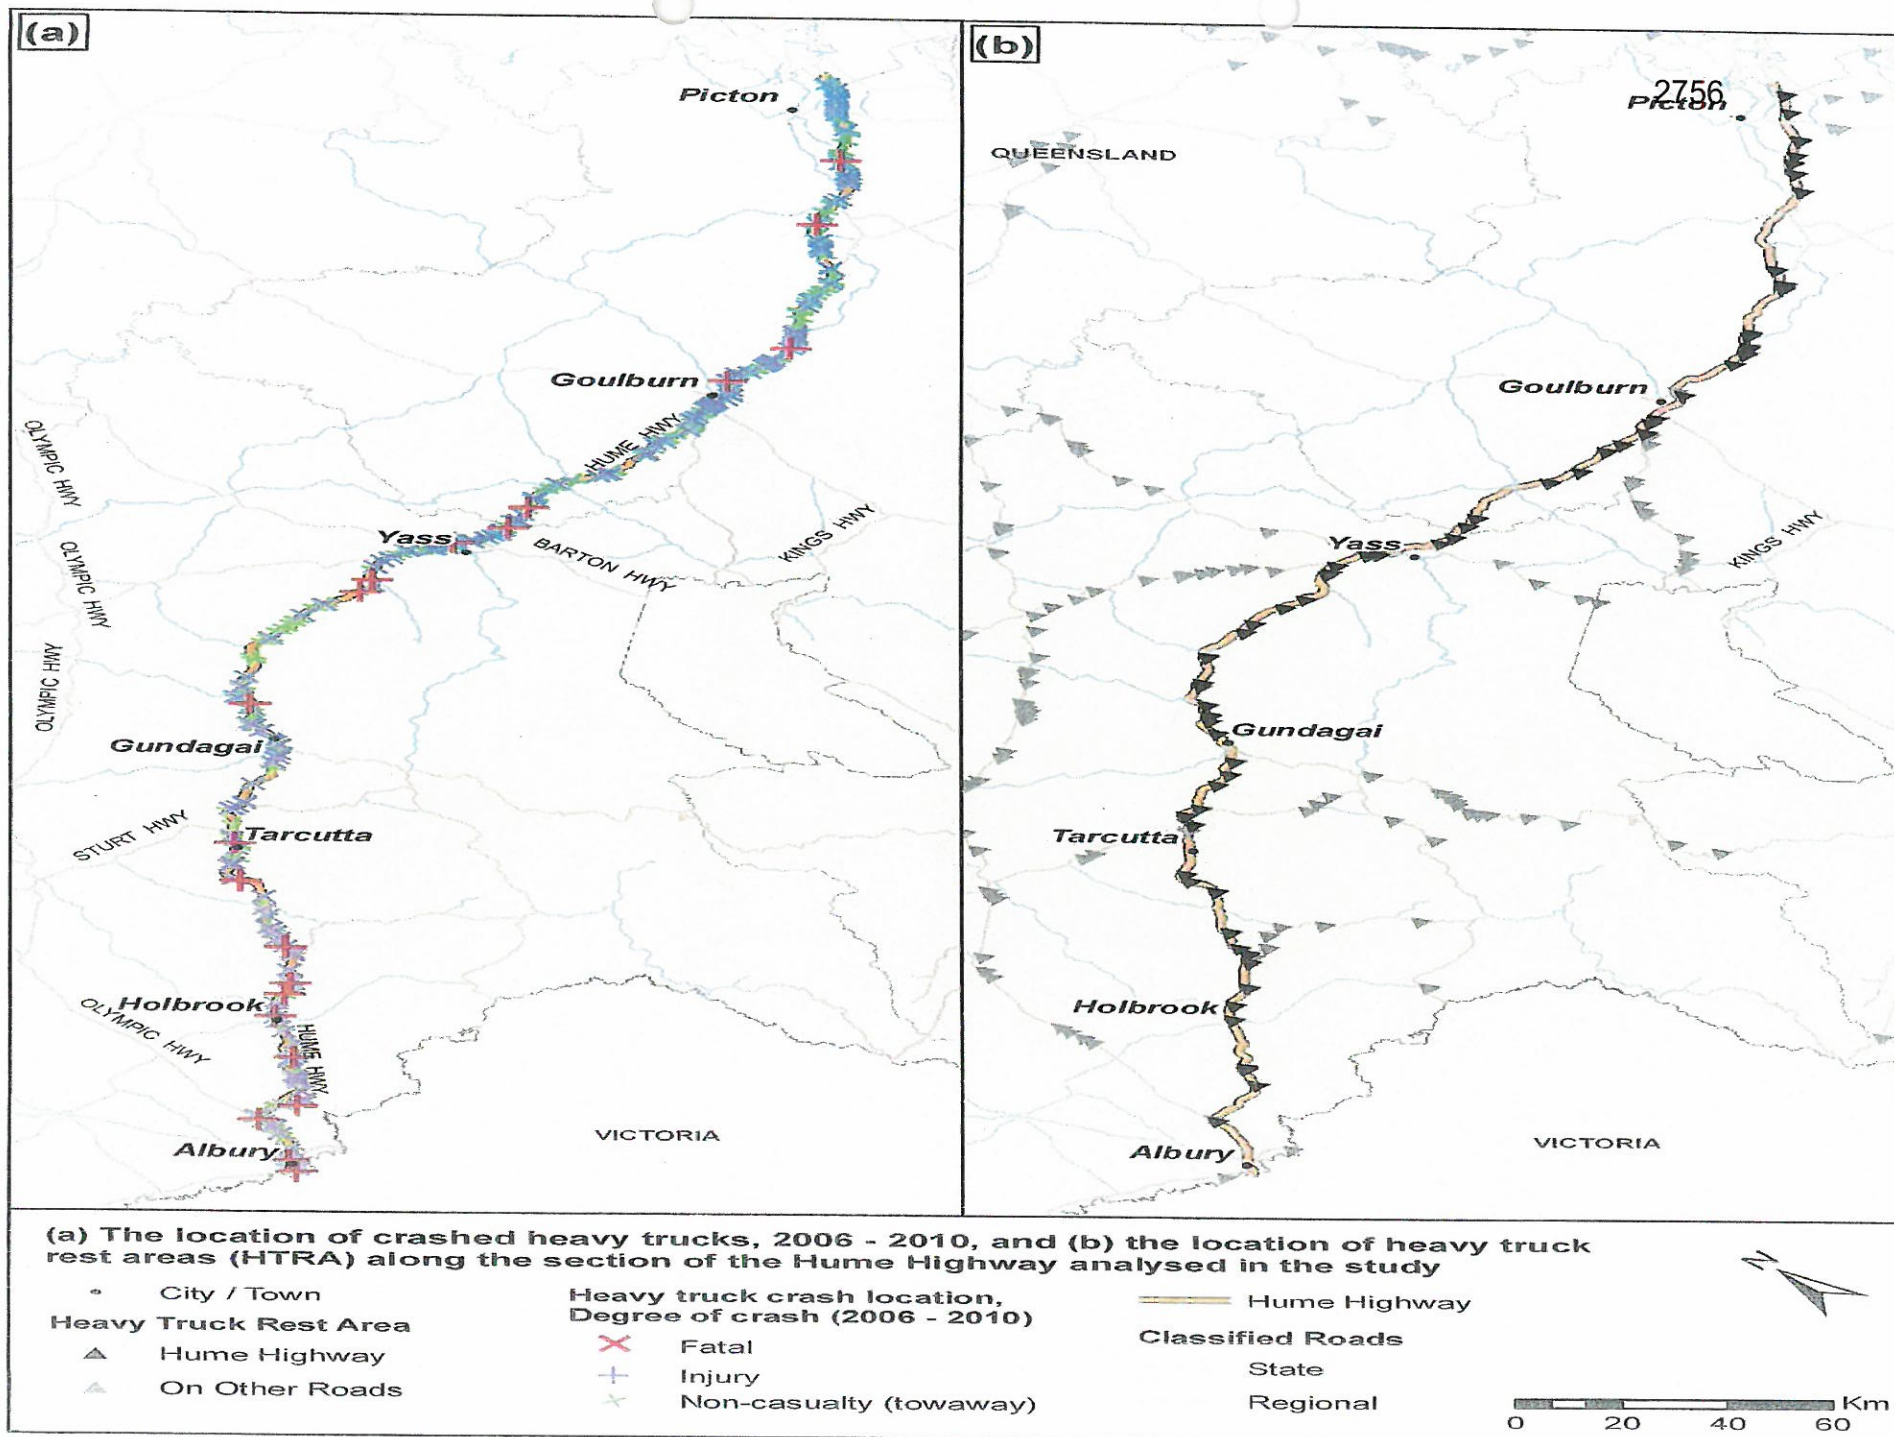 (a)
Picton
Goulburn
HUME HWY
OLYMPIC HWY
Yass
BARTON HWY
KINGS HWY
OLYMPIC HWY
OLYMPIC HWY
Gundagai
STURT HWY
Tarcutta
Holbrook
OLYMPIC HWY
HUME HWY
Albury
VICTORIA
(b)
2756
Picton
QUEENSLAND
Goulburn
Yass
KINGS HWY
Gundagai
Tarcutta
Holbrook
Albury
VICTORIA
(a) The location of crashed heavy trucks, 2006 - 2010, and (b) the location of heavy truck
rest areas (HTRA) along the section of the Hume Highway analysed in the study
N
City / Town
Heavy Truck Rest Area
Hume Highway
On Other Roads
Heavy truck crash location,
Degree of crash (2006 - 2010)
Fatal
Injury
Non-casualty (towaway)
Hume Highway
Classified Roads
State
Regional
Km
0 20 40 60